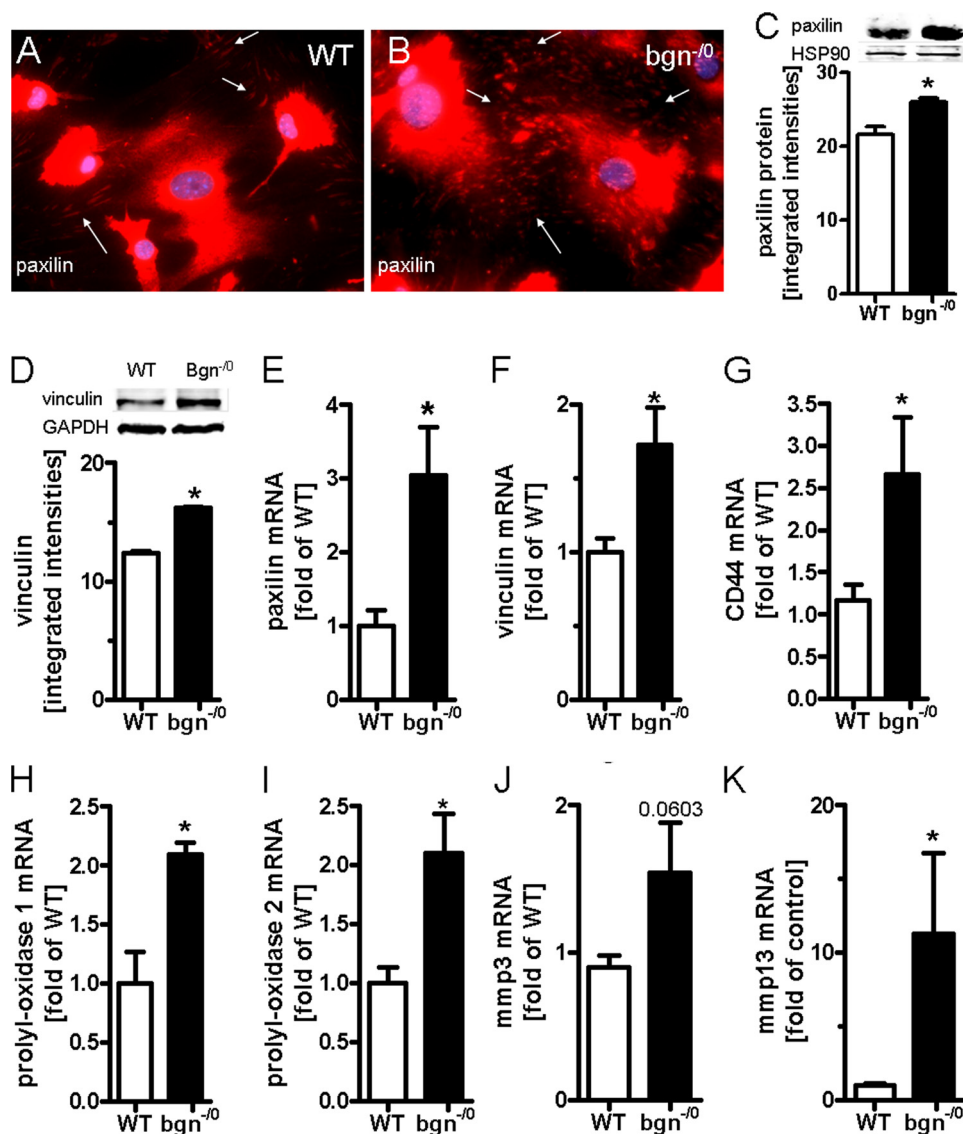 A
WT
paxilin
B
bgn-/0
paxilin
C
paxilin
HSP90
paxilin protein
[integrated intensities]
30
20
10
0
*
WT bgn-/0
D
WT Bgn-/0
vinculin
GAPDH
vinculin
[integrated intensities]
20
10
0
*
WT bgn-/0
E
paxilin mRNA
[fold of WT]
4
3
2
1
0
*
WT bgn-/0
F
vinculin mRNA
[fold of WT]
2
1
0
*
WT bgn-/0
G
CD44 mRNA
[fold of WT]
3.5
3.0
2.5
2.0
1.5
1.0
0.5
0.0
*
WT bgn-/0
H
prolyl-oxidase 1 mRNA
[fold of WT]
2.5
2.0
1.5
1.0
0.5
0.0
*
WT bgn-/0
I
prolyl-oxidase 2 mRNA
[fold of WT]
2.5
2.0
1.5
1.0
0.5
0.0
*
WT bgn-/0
J
mmp3 mRNA
[fold of WT]
2
1
0
0.0603
WT bgn-/0
K
mmp13 mRNA
[fold of control]
20
10
0
*
WT bgn-/0